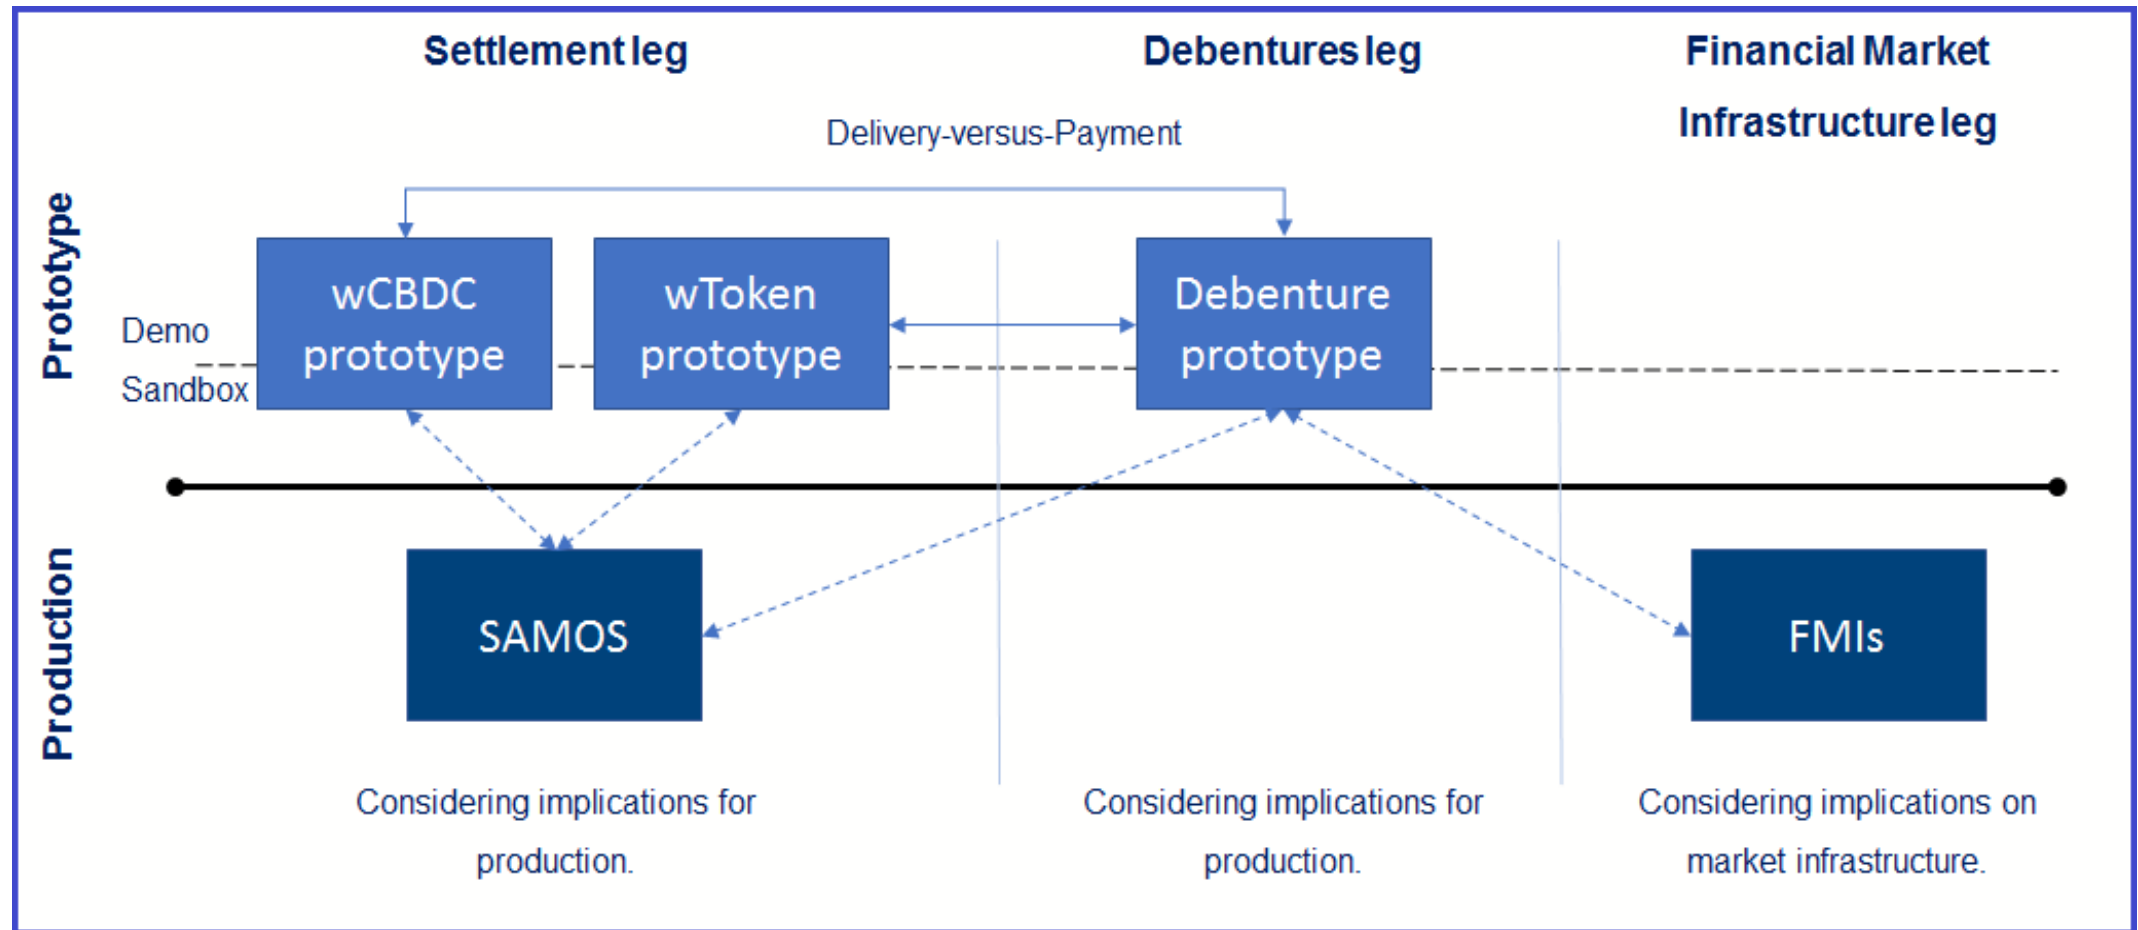 Settlement leg
Debentures leg
Financial Market
Infrastructure leg
Delivery-versus-Payment
Prototype
wCBDC
prototype
wToken
prototype
Debenture
prototype
Demo
Sandbox
Production
SAMOS
FMIs
Considering implications for
production.
Considering implications for
production.
Considering implications on
market infrastructure.